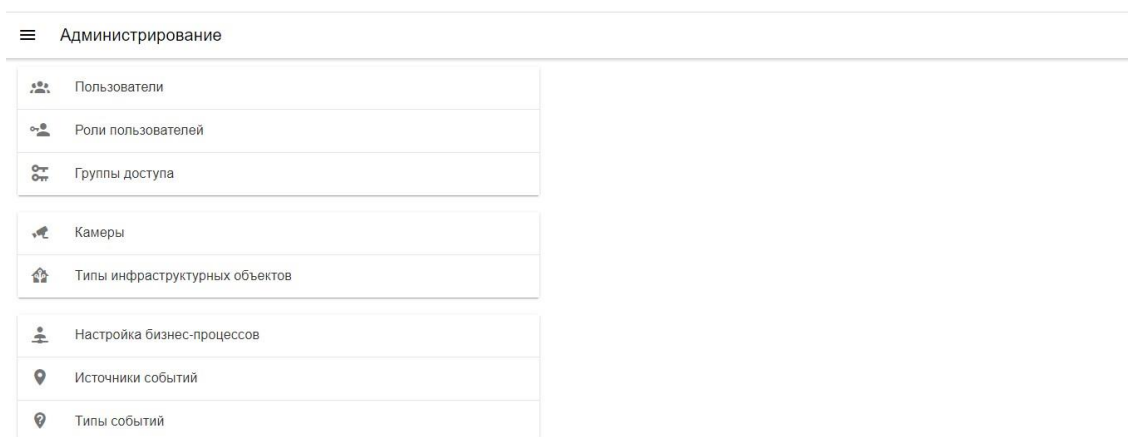 Администрирование
Пользователи
Роли пользователей
Группы доступа
Камеры
Типы инфраструктурных объектов
Настройка бизнес-процессов
Источники событий
Типы событий